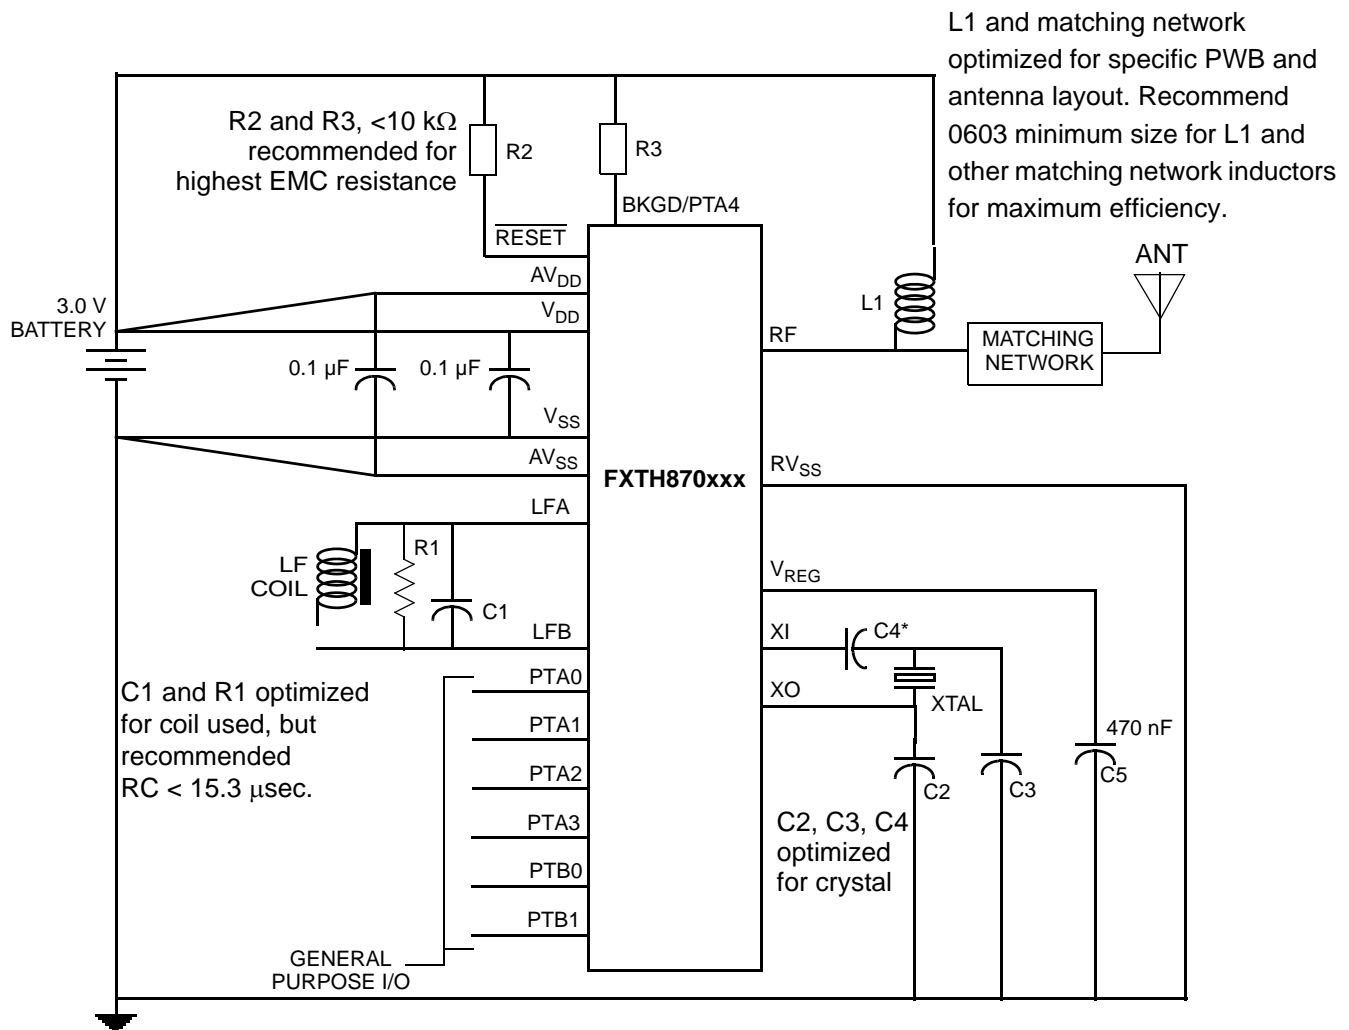 L1 and matching network
optimized for specific PWB and
antenna layout. Recommend
0603 minimum size for L1 and
other matching network inductors
for maximum efficiency.
R2 and R3, <10 kΩ
recommended for
highest EMC resistance
R2
R3
BKGD/PTA4
RESET
AVDD
VDD
3.0 V
BATTERY
0.1 µF
0.1 µF
VSS
AVSS
LFA
LFB
LF
COIL
R1
C1
C1 and R1 optimized
for coil used, but
recommended
RC < 15.3 µsec.
PTA0
PTA1
PTA2
PTA3
PTB0
PTB1
GENERAL
PURPOSE I/O
FXTH870xxx
ANT
L1
RF
MATCHING
NETWORK
RVSS
VREG
XI
C4*
XO
XTAL
470 nF
C5
C2
C3
C2, C3, C4
optimized
for crystal